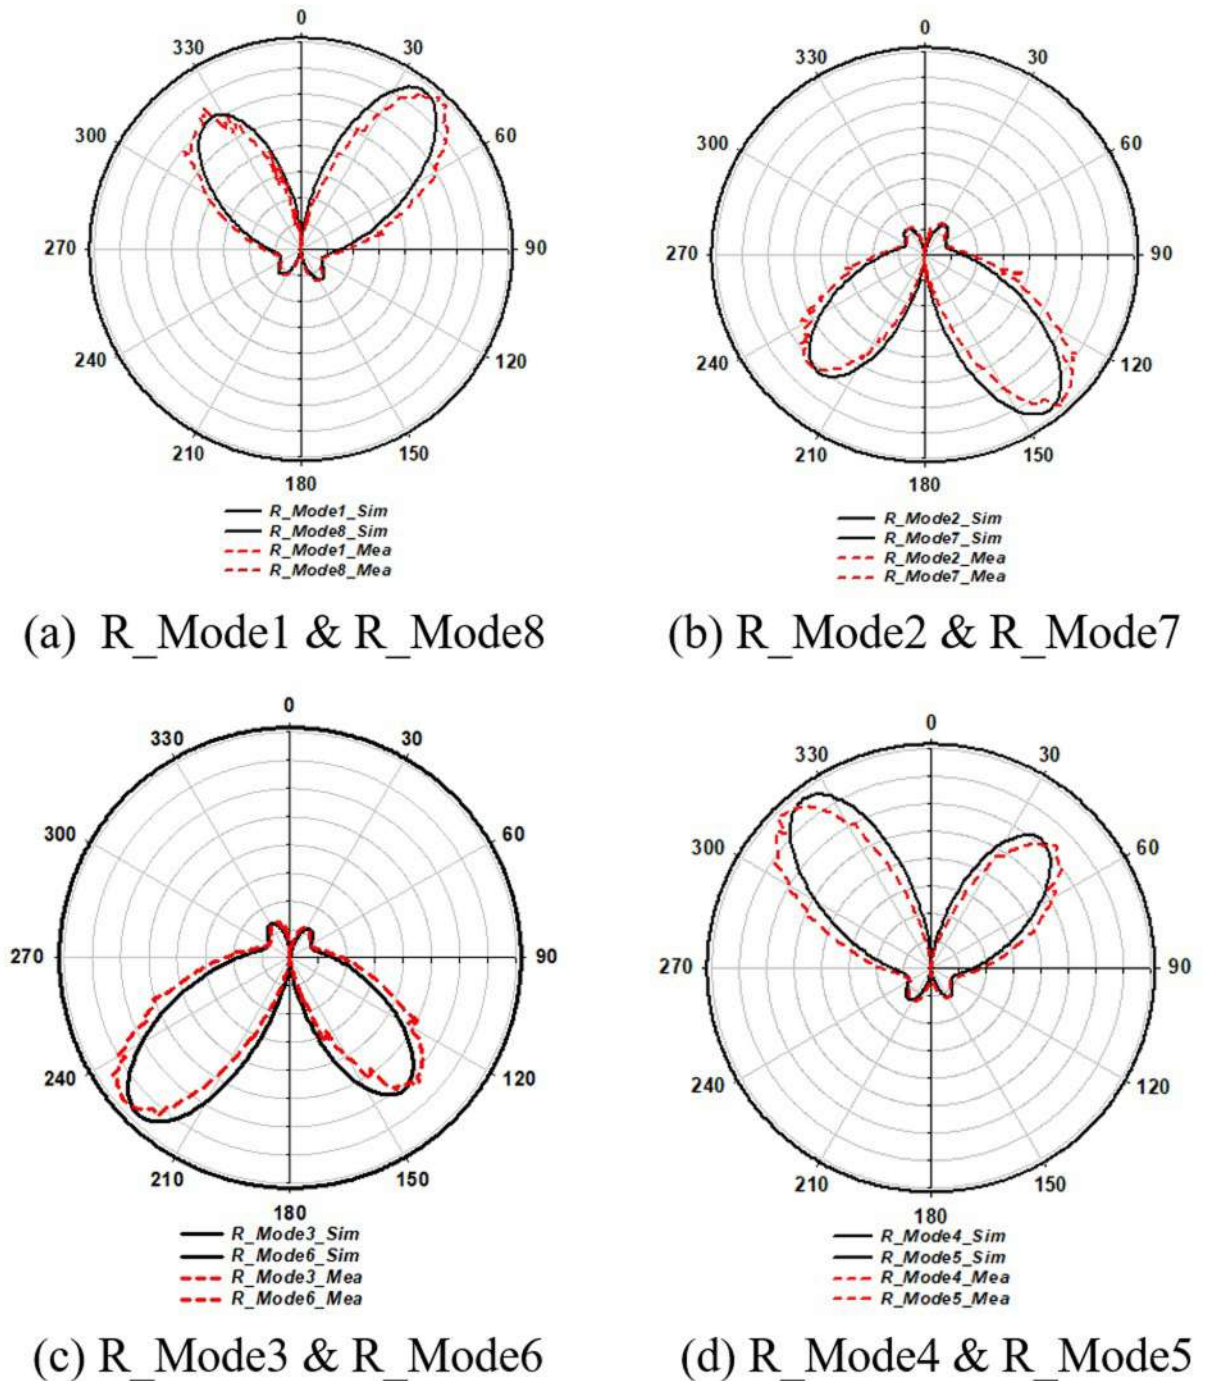 0
330
30
300
60
270
90
240
120
210
150
180
R_Mode1_Sim
R_Mode8_Sim
R_Mode1_Mea
R_Mode8_Mea
(a) R_Mode1 & R_Mode8
0
330
30
300
60
270
90
240
120
210
150
180
R_Mode2_Sim
R_Mode7_Sim
R_Mode2_Mea
R_Mode7_Mea
(b) R_Mode2 & R_Mode7
0
330
30
300
60
270
90
240
120
210
150
180
R_Mode3_Sim
R_Mode6_Sim
R_Mode3_Mea
R_Mode6_Mea
(c) R_Mode3 & R_Mode6
0
330
30
300
60
270
90
240
120
210
150
180
R_Mode4_Sim
R_Mode5_Sim
R_Mode4_Mea
R_Mode5_Mea
(d) R_Mode4 & R_Mode5